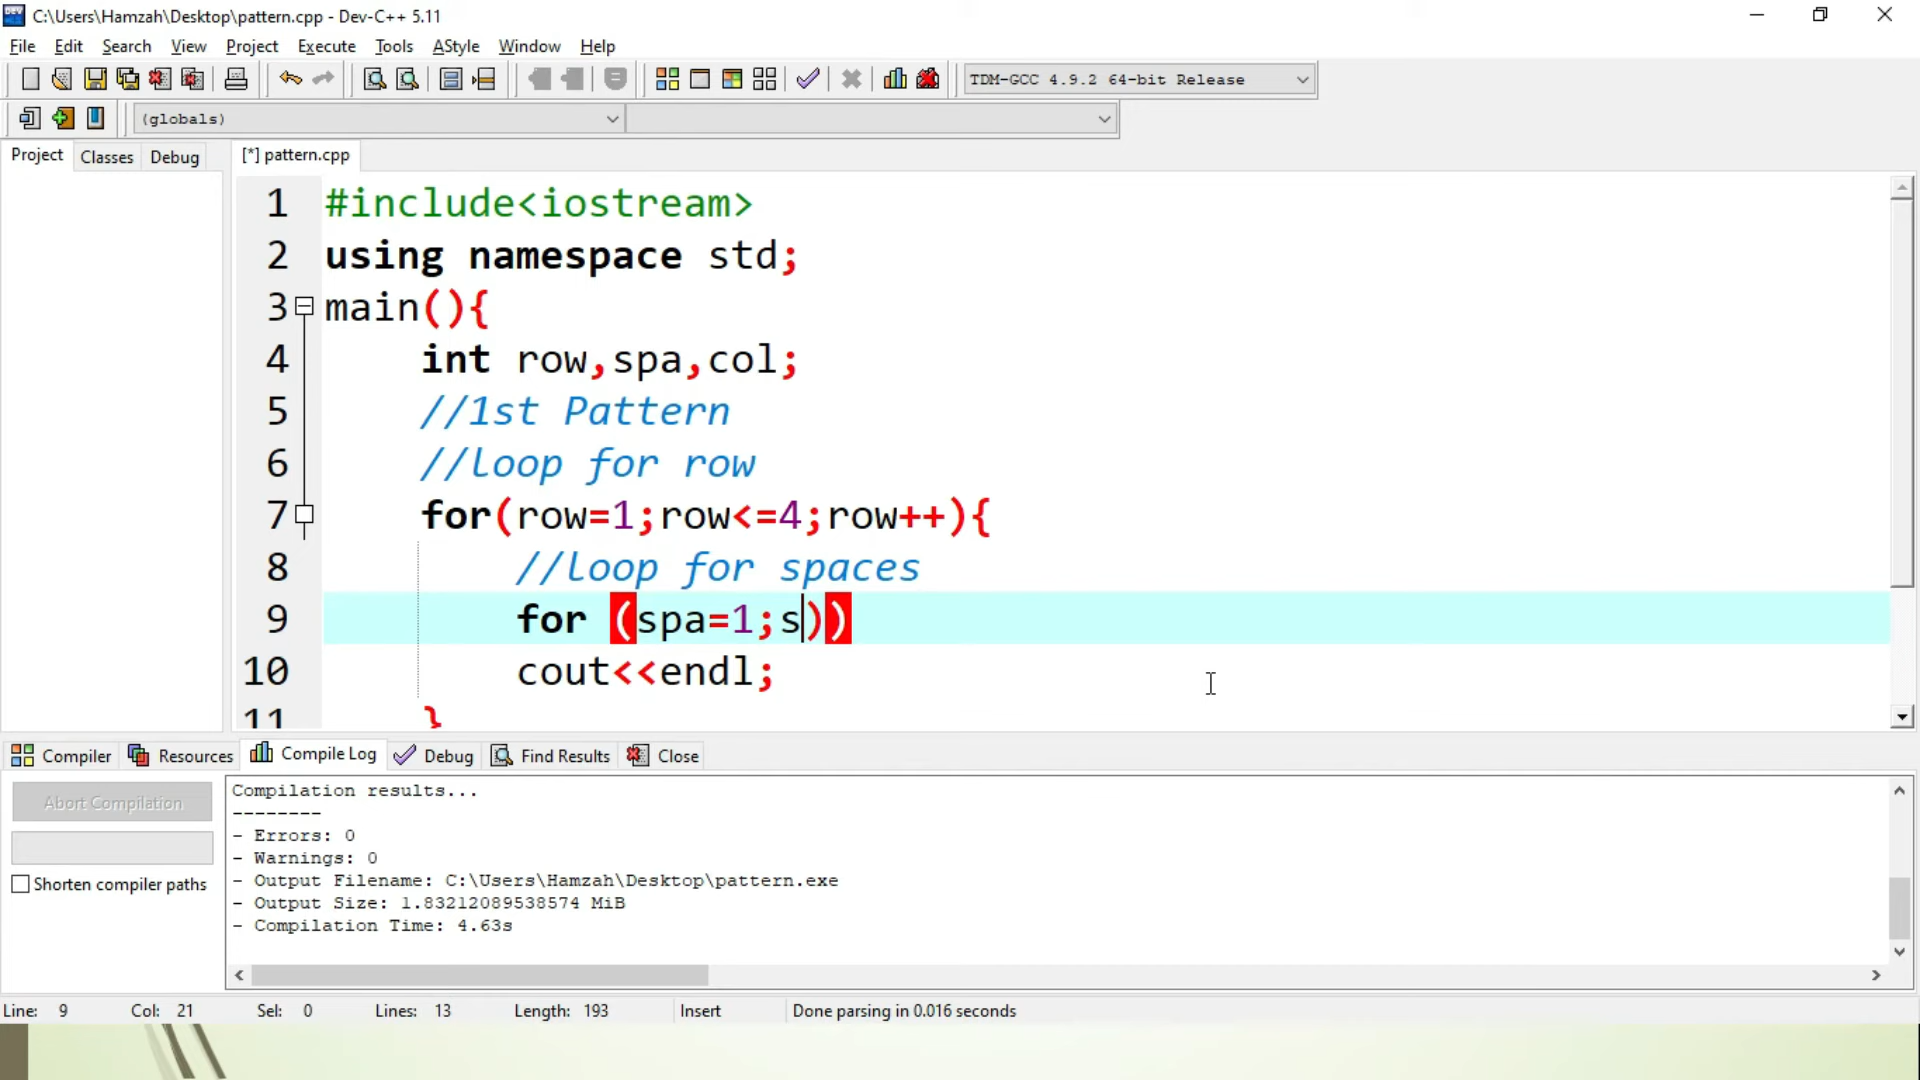 C:\Users\Hamzah\Desktop\pattern.cpp - Dev-C++ 5.11
File Edit Search View Project Execute Tools AStyle Window Help
TDM-GCC 4.9.2 64-bit Release
(globals)
Project Classes Debug [*] pattern.cpp
1 #include<iostream>
2 using namespace std;
3 main(){
4 int row,spa,col;
5 //1st Pattern
6 //loop for row
7 for(row=1;row<=4;row++){
8 //loop for spaces
9 for (spa=1;s))
10 cout<<endl;
11 }
Compiler Resources Compile Log Debug Find Results Close
Abort Compilation
Shorten compiler paths
Compilation results...
--------
- Errors: 0
- Warnings: 0
- Output Filename: C:\Users\Hamzah\Desktop\pattern.exe
- Output Size: 1.83212089538574 MiB
- Compilation Time: 4.63s
Line: 9 Col: 21 Sel: 0 Lines: 13 Length: 193 Insert Done parsing in 0.016 seconds